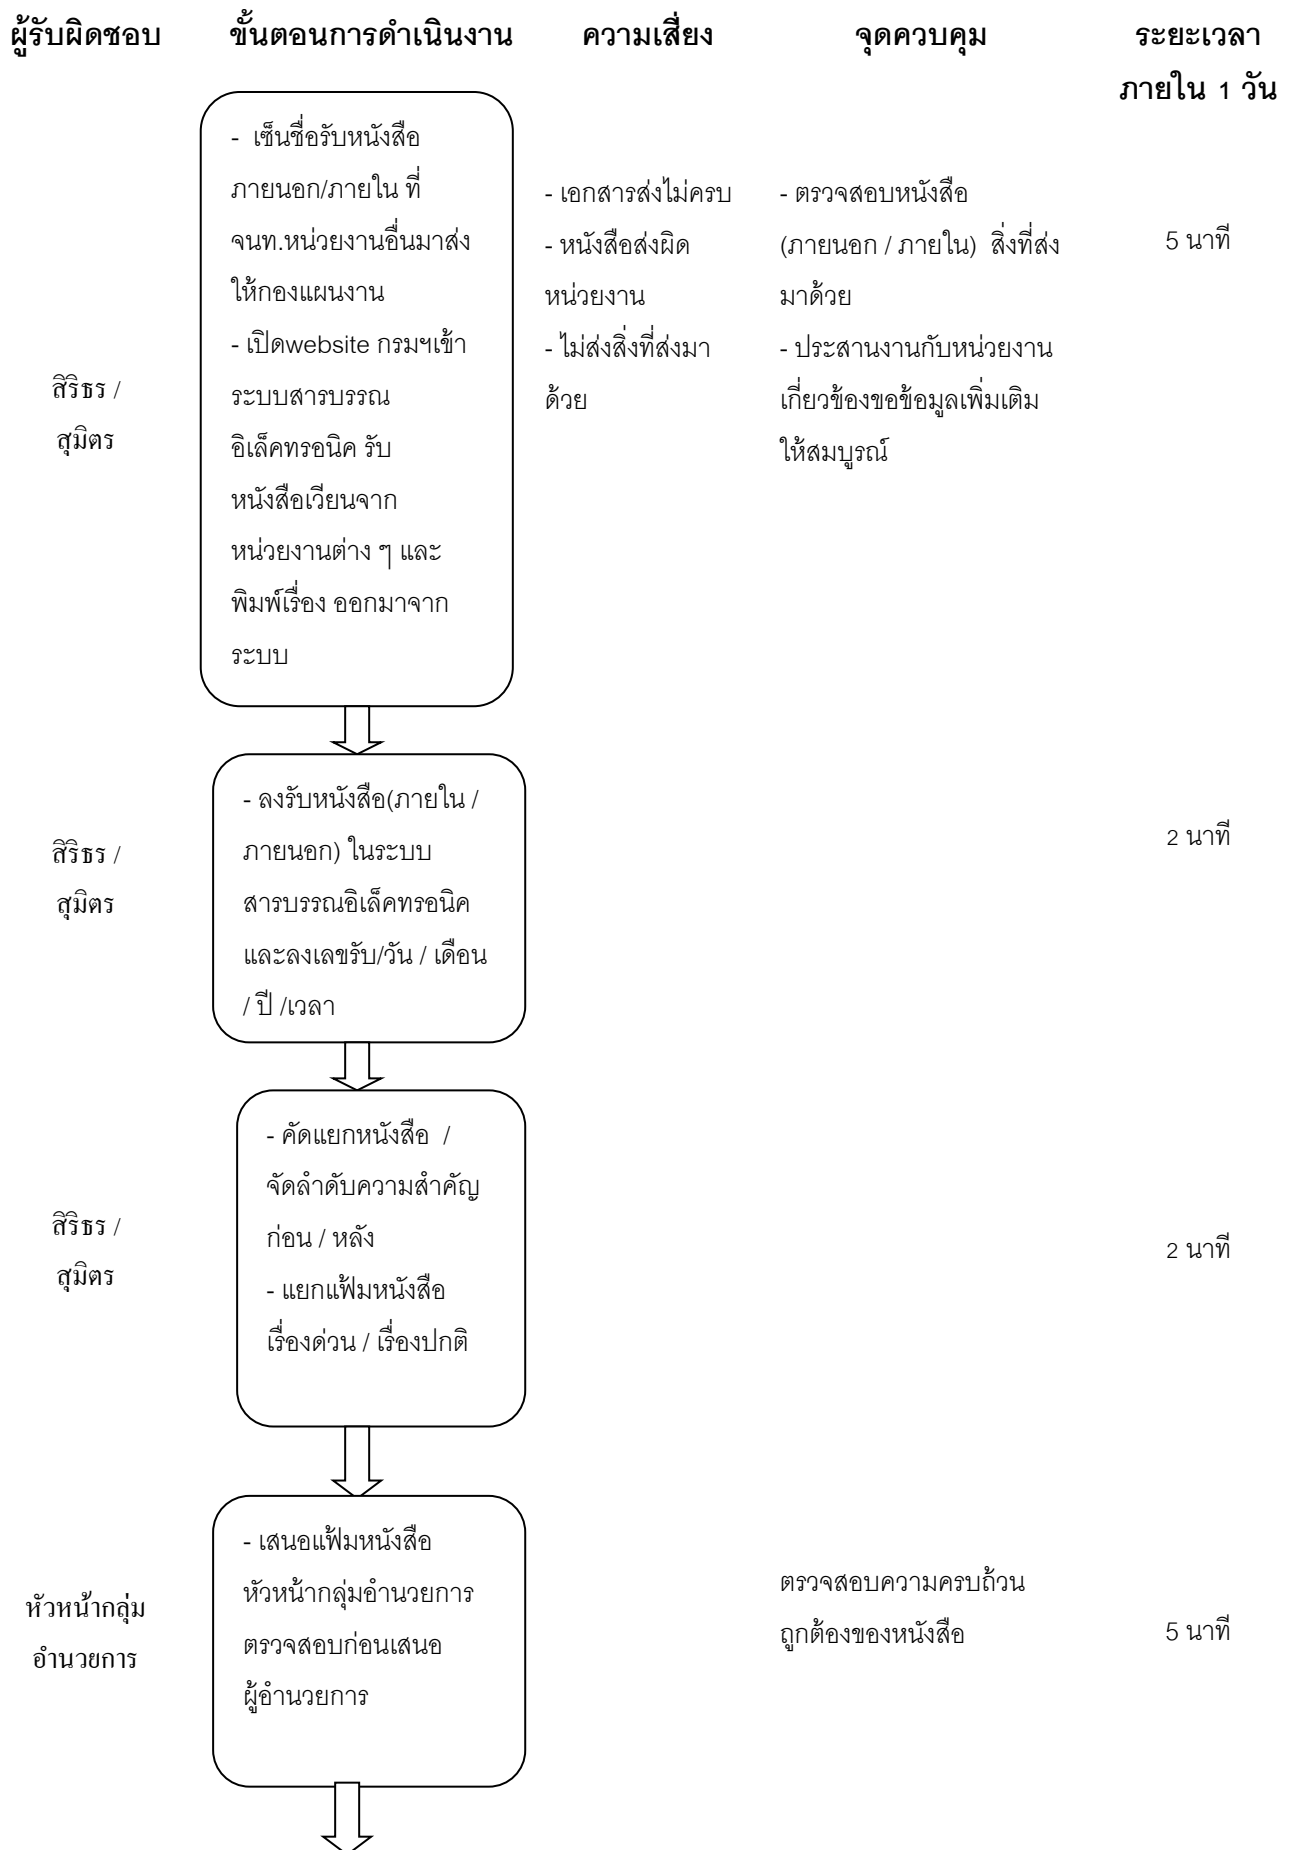 ผู้รับผิดชอบ ขั้นตอนการดำเนินงาน ความเสี่ยง จุดควบคุม ระยะเวลา
ภายใน 1 วัน
- เซ็นชื่อรับหนังสือ
ภายนอก/ภายใน ที่
จนท.หน่วยงานอื่นมาส่ง
ให้กองแผนงาน
- เปิดwebsite กรมฯเข้า
ระบบสารบรรณ
อิเล็คทรอนิค รับ
หนังสือเวียนจาก
หน่วยงานต่าง ๆ และ
พิมพ์เรื่อง ออกมาจาก
ระบบ
- เอกสารส่งไม่ครบ
- หนังสือส่งผิด
หน่วยงาน
- ไม่ส่งสิ่งที่ส่งมา
ด้วย
- ตรวจสอบหนังสือ
(ภายนอก / ภายใน) สิ่งที่ส่ง
มาด้วย
- ประสานงานกับหน่วยงาน
เกี่ยวข้องขอข้อมูลเพิ่มเติม
ให้สมบูรณ์
5 นาที
สิริธร /
สุมิตร
- ลงรับหนังสือ(ภายใน /
ภายนอก) ในระบบ
สารบรรณอิเล็คทรอนิค
และลงเลขรับ/วัน / เดือน
/ ปี /เวลา
2 นาที
สิริธร /
สุมิตร
- คัดแยกหนังสือ /
จัดลำดับความสำคัญ
ก่อน / หลัง
- แยกแฟ้มหนังสือ
เรื่องด่วน / เรื่องปกติ
2 นาที
สิริธร /
สุมิตร
- เสนอแฟ้มหนังสือ
หัวหน้ากลุ่มอำนวยการ
ตรวจสอบก่อนเสนอ
ผู้อำนวยการ
ตรวจสอบความครบถ้วน
ถูกต้องของหนังสือ
5 นาที
หัวหน้ากลุ่ม
อำนวยการ